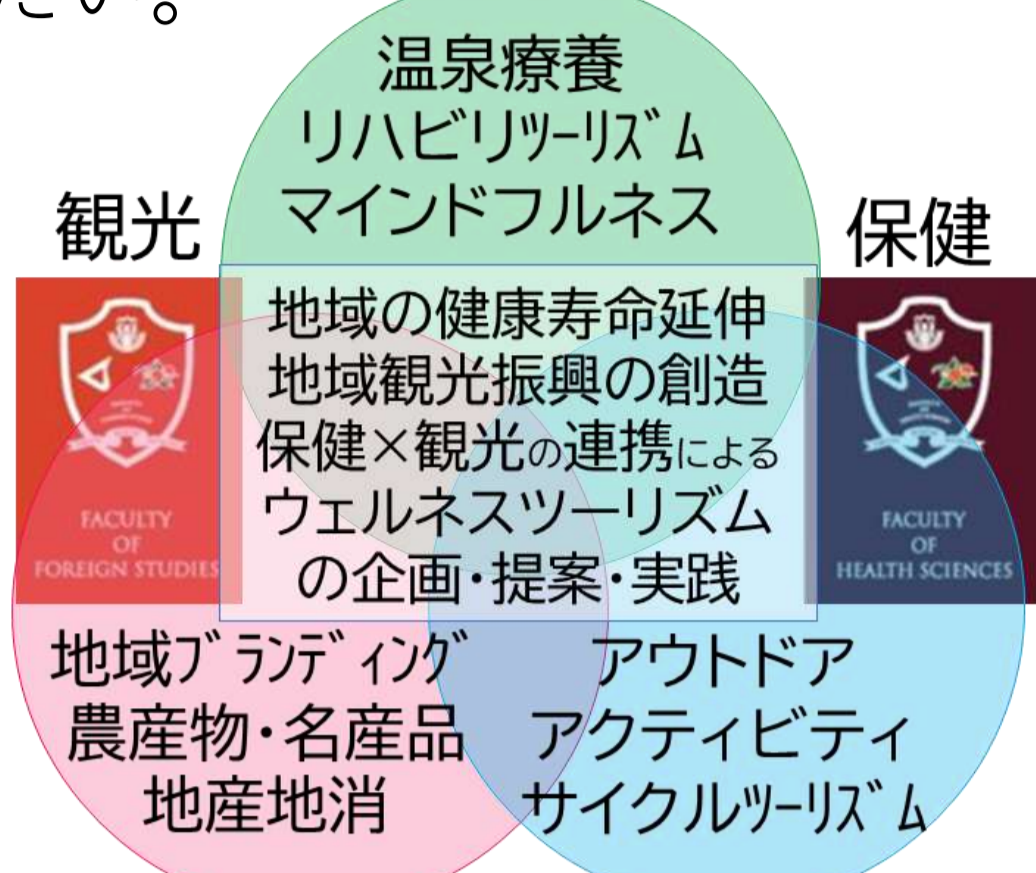 さい。
温泉療養
リハビリﾂｰﾘｽﾞﾑ
マインドフルネス
観光
保健
地域の健康寿命延伸
地域観光振興の創造
保健×観光の連携による
ウェルネスツーリズム
の企画・提案・実践
FACULTY
OF
FOREIGN STUDIES
FACULTY
OF
HEALTH SCIENCES
地域ﾌﾞﾗﾝﾃﾞｨﾝｸﾞ
農産物・名産品
地産地消
アウトドア
アクティビティ
サイクルﾂｰﾘｽﾞﾑ